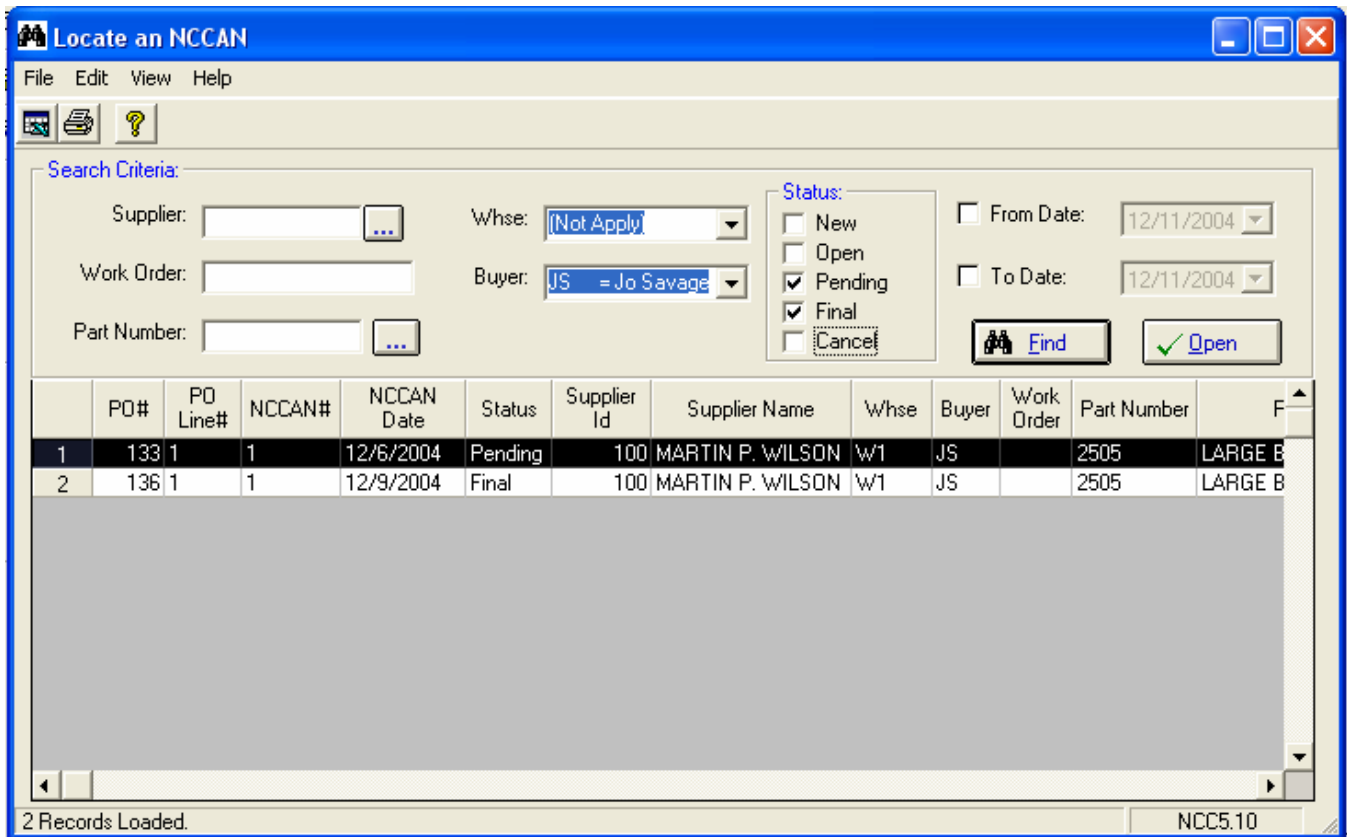 Locate an NCCAN
File Edit View Help
Search Criteria:
Supplier: ...
Work Order:
Part Number: ...
Whse: (Not Apply)
Buyer: JS = Jo Savage
Status:
New
Open
Pending
Final
Cancel
From Date: 12/11/2004
To Date: 12/11/2004
Find Open
PO# PO Line# NCCAN# NCCAN Date Status Supplier Id Supplier Name Whse Buyer Work Order Part Number F
1 133 1 1 12/6/2004 Pending 100 MARTIN P. WILSON W1 JS 2505 LARGE B
2 136 1 1 12/9/2004 Final 100 MARTIN P. WILSON W1 JS 2505 LARGE B
2 Records Loaded. NCC5.10